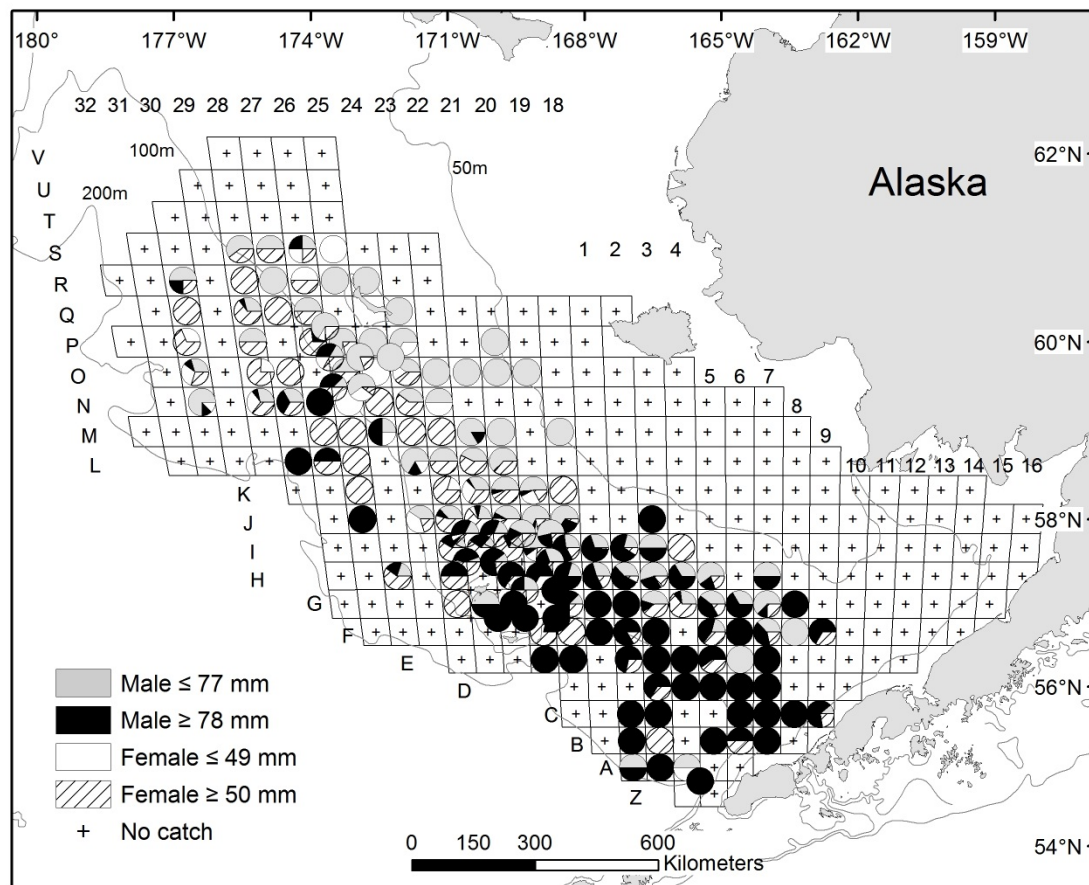 180° 177°W 174°W 171°W 168°W 165°W 162°W 159°W
32 31 30 29 28 27 26 25 24 23 22 21 20 19 18
100m
50m
200m
62°N
60°N
58°N
56°N
54°N
Alaska
1 2 3 4
5 6 7
8
9
10 11 12 13 14 15 16
V
U
T
S
R
Q
P
O
N
M
L
K
J
I
H
G
F
E
D
C
B
A
Z
Male ≤ 77 mm
Male ≥ 78 mm
Female ≤ 49 mm
Female ≥ 50 mm
+ No catch
0 150 300 600
Kilometers